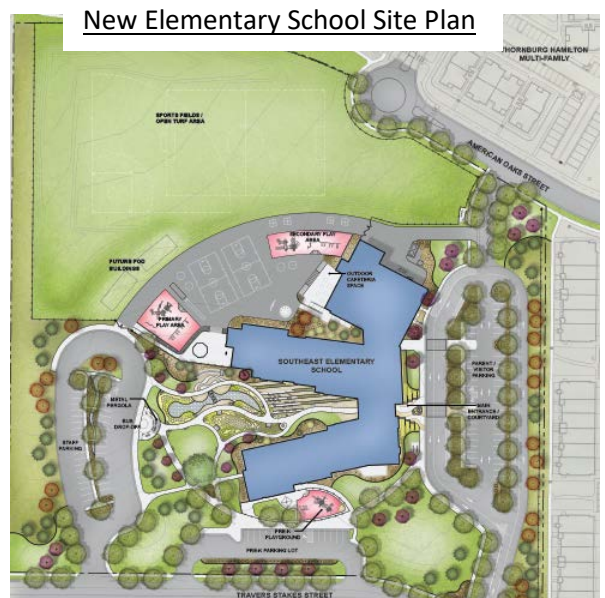 New Elementary School Site Plan
THORNBURG HAMILTON
MULTI-FAMILY
SPORTS FIELDS /
OPEN TURF AREA
AMERICAN OAKS STREET
SECONDARY PLAY
AREA
FUTURE POD
BUILDINGS
OUTDOOR
CAFETERIA
SPACE
PRIMARY
PLAY AREA
SOUTHEAST ELEMENTARY
SCHOOL
PARENT /
VISITOR
PARKING
METAL
PERGOLA
BUS
DROP-OFF
MAIN
ENTRANCE /
COURTYARD
STAFF
PARKING
PRE-K
PLAYGROUND
PRE-K PARKING LOT
TRAVERS STAKES STREET